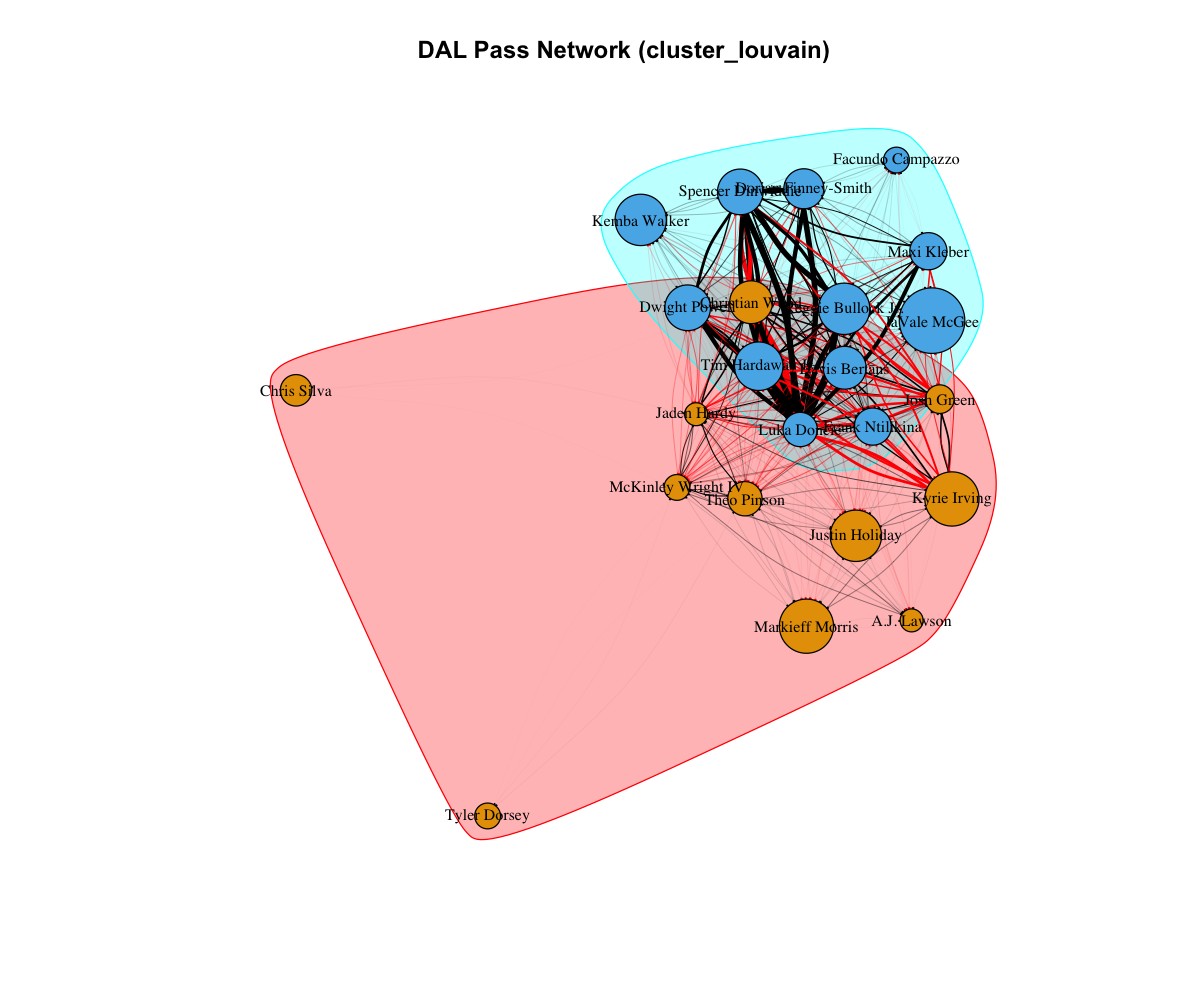 DAL Pass Network (cluster_louvain)
Facundo Campazzo
Spencer Dinwiddie
Dorian Finney-Smith
Kemba Walker
Maxi Kleber
Dwight Powell
Christian Wood
Reggie Bullock Jr.
JaVale McGee
Tim Hardaway
Davis Bertans
Chris Silva
Josh Green
Jaden Hardy
Luka Doncic
Frank Ntilikina
McKinley Wright IV
Theo Pinson
Kyrie Irving
Justin Holiday
Markieff Morris
A.J. Lawson
Tyler Dorsey